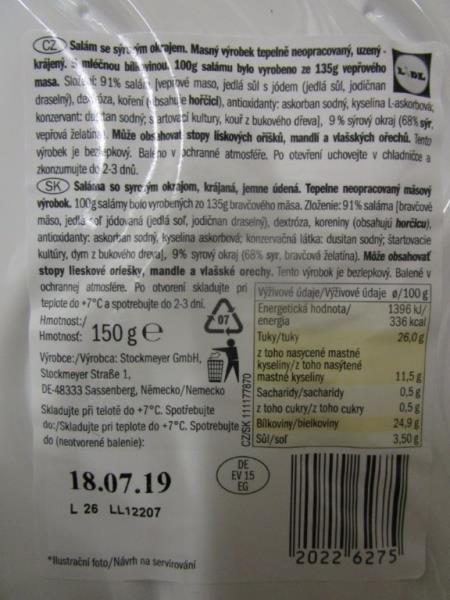 CZ Salám se sýrovým okrajem. Masný výrobek tepelně neopracovaný, uzený -
krájený. S mléčnou bílkovinou. 100g salámu bylo vyrobeno ze 135g vepřového
masa. Složení: 91% salám [vepřové maso, jedlá sůl s jódem (jedlá sůl, jodičnan
draselný), dextróza, koření (obsahuje hořčici), antioxidanty: askorban sodný, kyselina L-askorbová;
konzervant: dusitan sodný; startovací kultury, kouř z bukového dřeva], 9% sýrový okraj (68% sýr,
vepřová želatina). Může obsahovat stopy lískových oříšků, mandlí a vlašských ořechů. Tento
výrobek je bezlepkový. Baleno v ochranné atmosféře. Po otevření uchovejte v chladničce a
zkonzumujte do 2-3 dnů.
SK Saláma so syrovým okrajom, krájaná, jemne údená. Tepelne neopracovaný mäsový
výrobok. 100g salámy bolo vyrobených zo 135g bravčového mäsa. Zloženie: 91% saláma [bravčové
mäso, jedlá soľ jódovaná (jedlá soľ, jodičnan draselný), dextróza, koreniny (obsahujú horčicu),
antioxidanty: askorban sodný, kyselina askorbová; konzervačná látka: dusitan sodný; štartovacie
kultúry, dym z bukového dreva], 9% syrový okraj (68% syr, bravčová želatína). Môže obsahovať
stopy lieskové oriešky, mandle a vlašské orechy. Tento výrobok je bezlepkový. Balené v
ochrannej atmosfére. Po otvorení skladujte pri
teplote do +7°C a spotrebujte do 2-3 dní.
Hmotnost:/
Hmotnosť: 150 g e
07
Výrobce:/Výrobca: Stockmeyer GmbH,
Stockmeyer Straße 1,
DE-48333 Sassenberg, Německo/Nemecko
Skladujte při teplotě do +7°C. Spotřebujte
do:/Skladujte pri teplote do +7°C. Spotrebujte
do (neotvorené balenie):
CZ/SK 111177870
LIDL
Výživové údaje/Výživové údaje ø/100 g
Energetická hodnota/ 1396 kJ/
energia 336 kcal
Tuky/tuky 26,0 g
z toho nasycené mastné
kyseliny/z toho nasýtené
mastné kyseliny 11,5 g
Sacharidy/sacharidy 0,5 g
z toho cukry/z toho cukry 0,5 g
Bílkoviny/bielkoviny 24,9 g
Sůl/soľ 3,50 g
18.07.19
L 26 LL12207
DE
EV 15
EG
2022 6275
*Ilustrační foto/Návrh na servírování